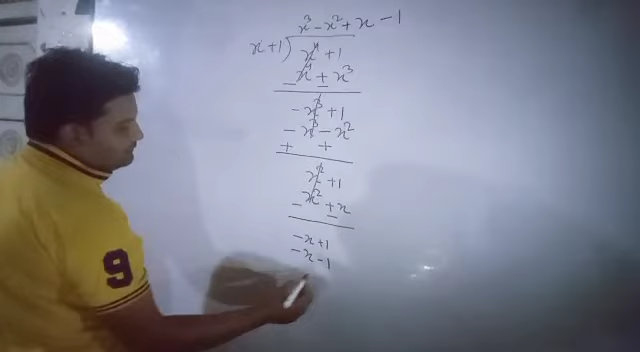 x³ - x² + x - 1
x+1) x⁴ + 1
x⁴ + x³
- -
- x³ + 1
- x³ - x²
+ +
x² + 1
x² + x
- -
- x + 1
- x - 1
9